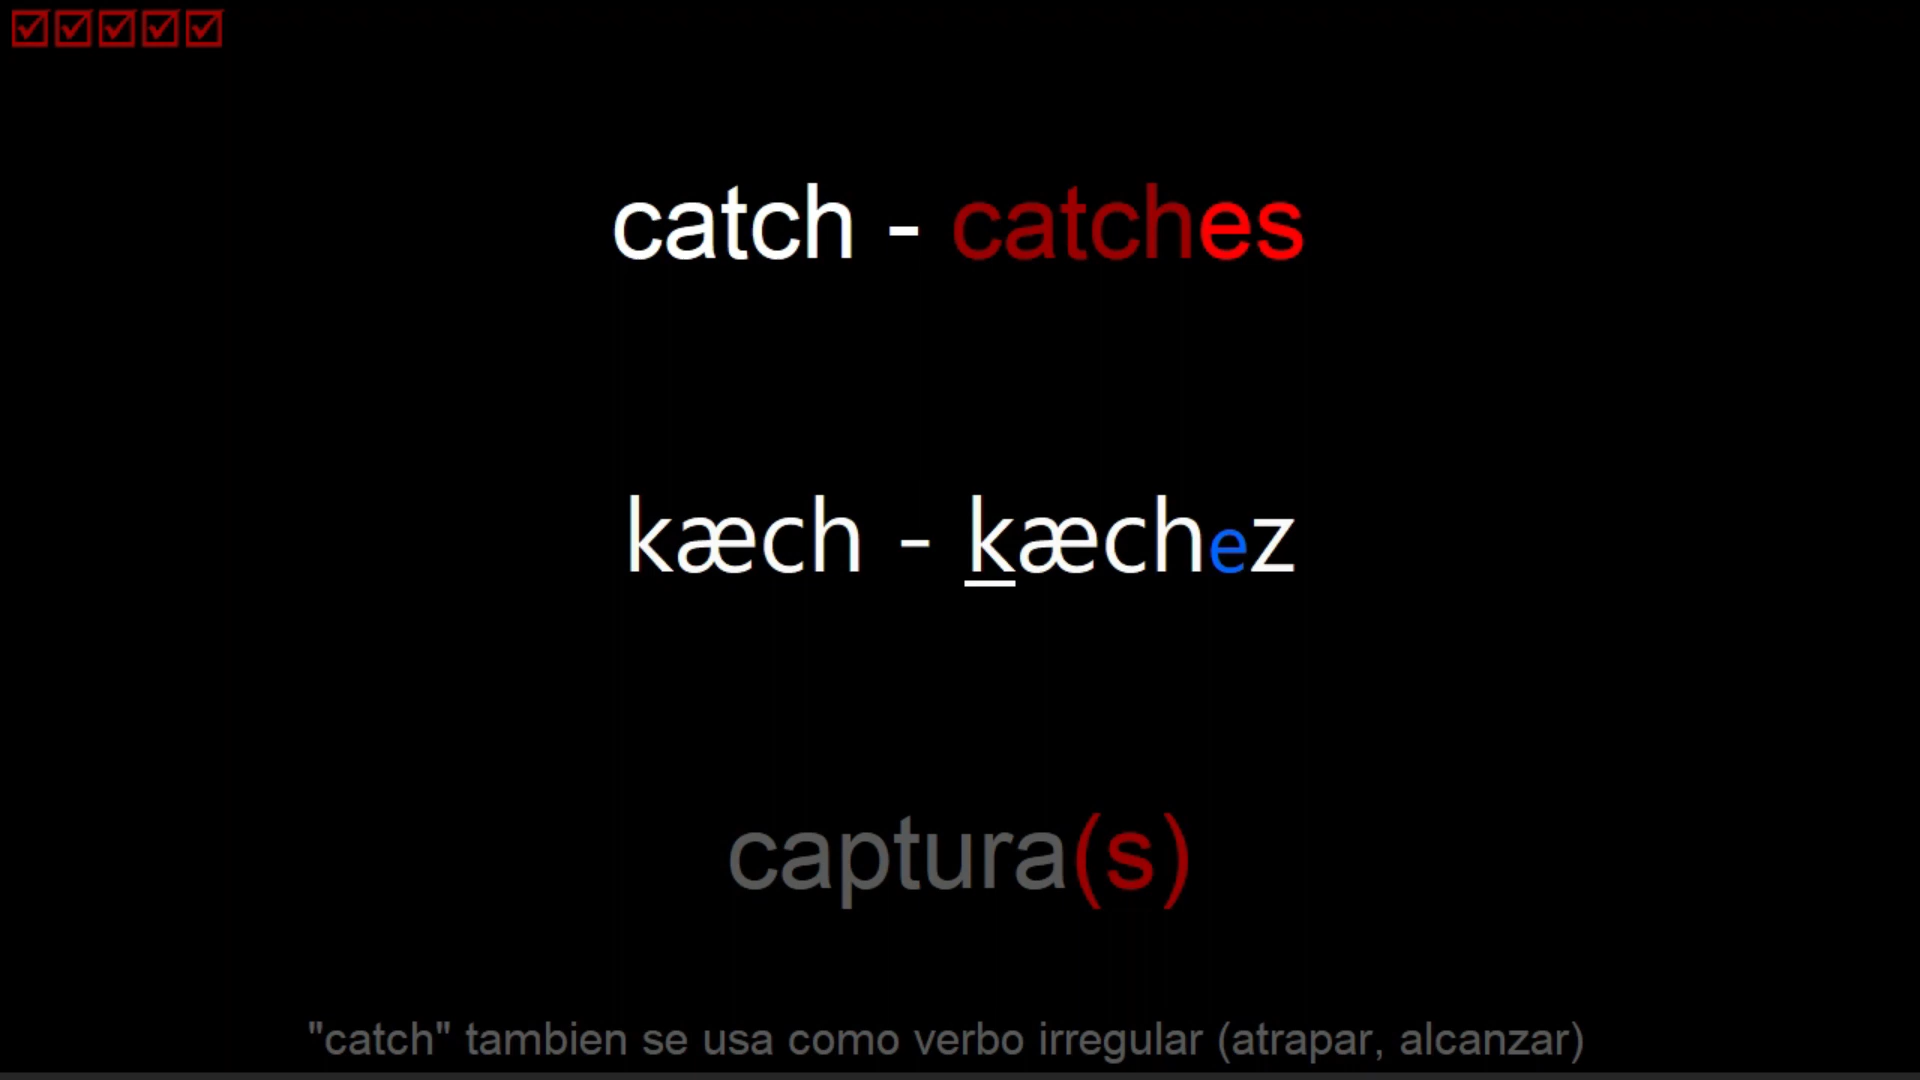 ☑☑☑☑☑
catch - catches
kæch - kæchez
captura(s)
"catch" tambien se usa como verbo irregular (atrapar, alcanzar)